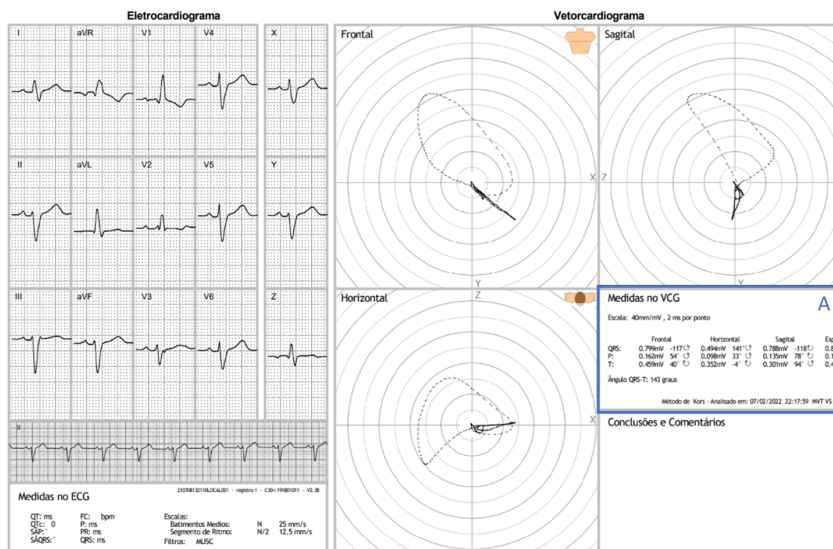 Eletrocardiograma
Vetorcardiograma
I aVR V1 V4 X
II aVL V2 V5 Y
III aVF V3 V6 Z
II
Frontal
X
Y
Sagital
Z
Y
Horizontal
Z
X
Medidas no VCG
A
Escala: 40mm/mV , 2 ms por ponto
Frontal Horizontal Sagital
QRS: 0.799mV -117° 0.494mV 141° 0.788mV -118°
P: 0.162mV 54° 0.098mV 33° 0.135mV 78°
T: 0.459mV 40° 0.352mV -4° 0.301mV 94°
Ângulo QRS-T: 143 graus
Método de Kors - Analisado em: 07/02/2022 22:17:59 MVT VS
Conclusões e Comentários
Medidas no ECG
QT: ms FC: bpm Escalas:
QTc: 0 P: ms Batimentos Medios: N 25 mm/s
SÂP:° PR: ms Segmento de Ritmo: N/2 12.5 mm/s
SÂQRS:° QRS: ms Filtros: MUSC